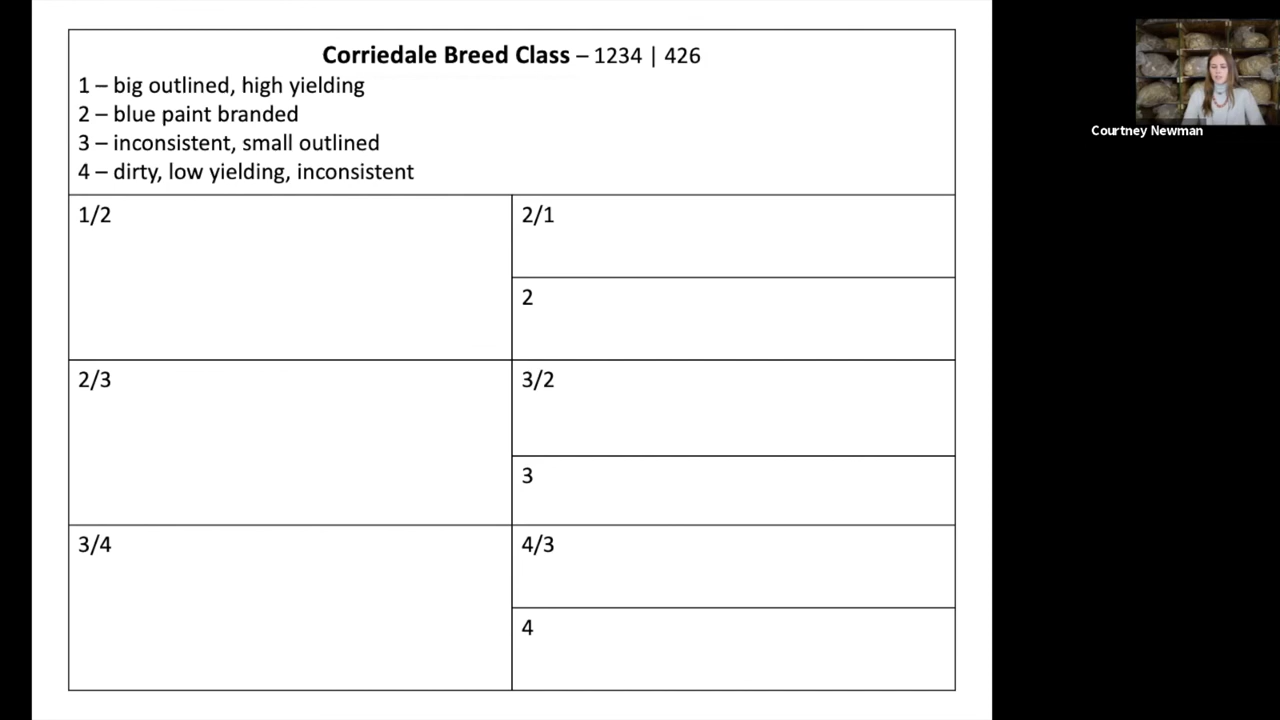 Corriedale Breed Class – 1234 | 426
1 – big outlined, high yielding
2 – blue paint branded
3 – inconsistent, small outlined
4 – dirty, low yielding, inconsistent
1/2
2/1
2
2/3
3/2
3
3/4
4/3
4
Courtney Newman